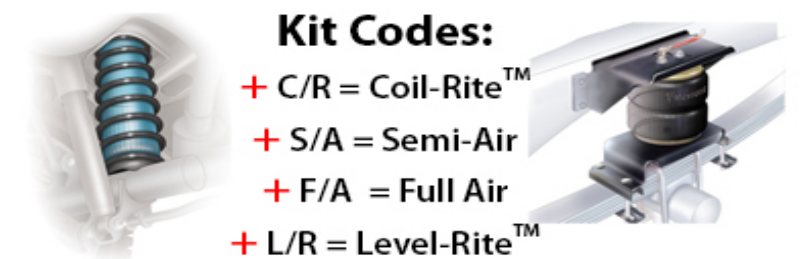 Kit Codes:
+ C/R = Coil-Rite™
+ S/A = Semi-Air
+ F/A = Full Air
+ L/R = Level-Rite™